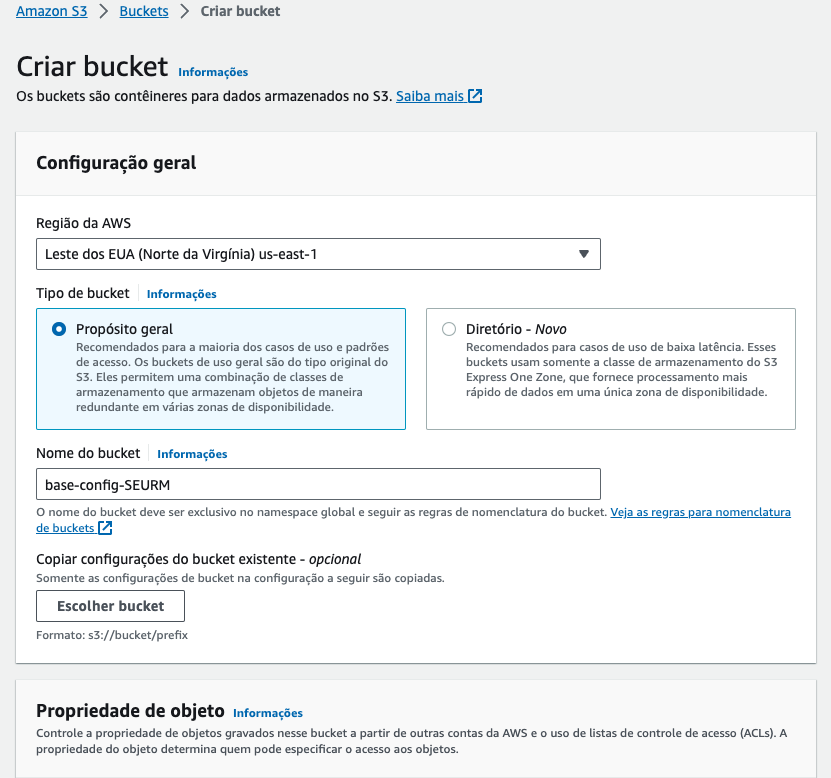 Amazon S3 > Buckets > Criar bucket
Criar bucket Informações
Os buckets são contêineres para dados armazenados no S3. Saiba mais
Configuração geral
Região da AWS
Leste dos EUA (Norte da Virgínia) us-east-1
Tipo de bucket Informações
Propósito geral
Recomendados para a maioria dos casos de uso e padrões
de acesso. Os buckets de uso geral são do tipo original do
S3. Eles permitem uma combinação de classes de
armazenamento que armazenam objetos de maneira
redundante em várias zonas de disponibilidade.
Diretório - Novo
Recomendados para casos de uso de baixa latência. Esses
buckets usam somente a classe de armazenamento do S3
Express One Zone, que fornece processamento mais
rápido de dados em uma única zona de disponibilidade.
Nome do bucket Informações
base-config-SEURM
O nome do bucket deve ser exclusivo no namespace global e seguir as regras de nomenclatura do bucket. Veja as regras para nomenclatura
de buckets
Copiar configurações do bucket existente - opcional
Somente as configurações de bucket na configuração a seguir são copiadas.
Escolher bucket
Formato: s3://bucket/prefix
Propriedade de objeto Informações
Controle a propriedade de objetos gravados nesse bucket a partir de outras contas da AWS e o uso de listas de controle de acesso (ACLs). A
propriedade do objeto determina quem pode especificar o acesso aos objetos.